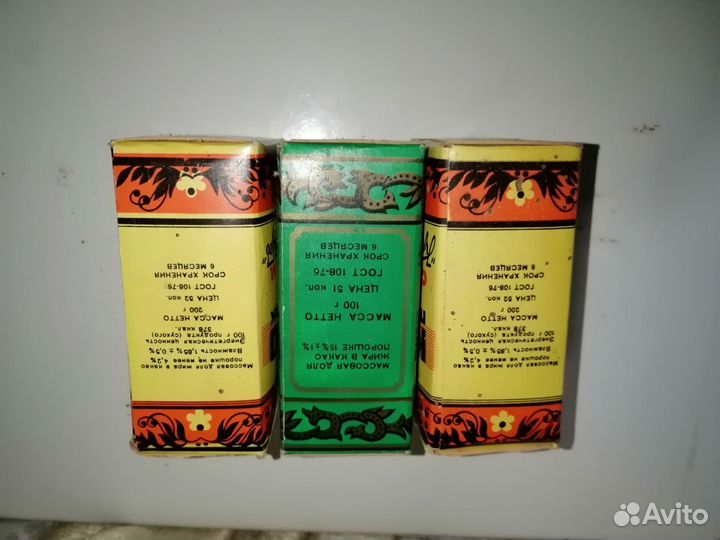 Массовая доля жира в какао
порошке не менее 4,2%
Влажность 1,85% ± 0,5%
Энергетическая ценность
100 г продукта (сухого)
378 ккал.
МАССА НЕТТО
200 г
ЦЕНА 52 коп.
ГОСТ 108-76
СРОК ХРАНЕНИЯ
6 МЕСЯЦЕВ
МАССОВАЯ ДОЛЯ
ЖИРА В КАКАО
ПОРОШКЕ 15%±1%
МАССА НЕТТО
100 г
ЦЕНА 51 коп.
ГОСТ 108-76
СРОК ХРАНЕНИЯ
6 МЕСЯЦЕВ
Массовая доля жира в какао
порошке не менее 4,2%
Влажность 1,85% ± 0,5%
Энергетическая ценность
100 г продукта (сухого)
378 ккал.
МАССА НЕТТО
200 г
ЦЕНА 52 коп.
ГОСТ 108-76
СРОК ХРАНЕНИЯ
6 МЕСЯЦЕВ
Avito